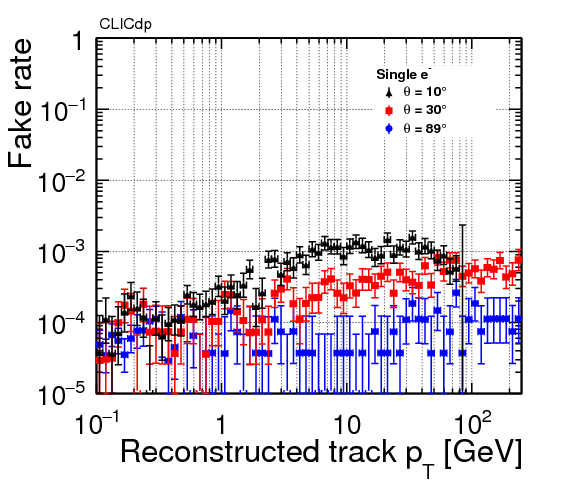 CLICdp
Fake rate
1
10⁻¹
10⁻²
10⁻³
10⁻⁴
10⁻⁵
Single e⁻
θ = 10°
θ = 30°
θ = 89°
10⁻¹ 1 10 10²
Reconstructed track p_T [GeV]